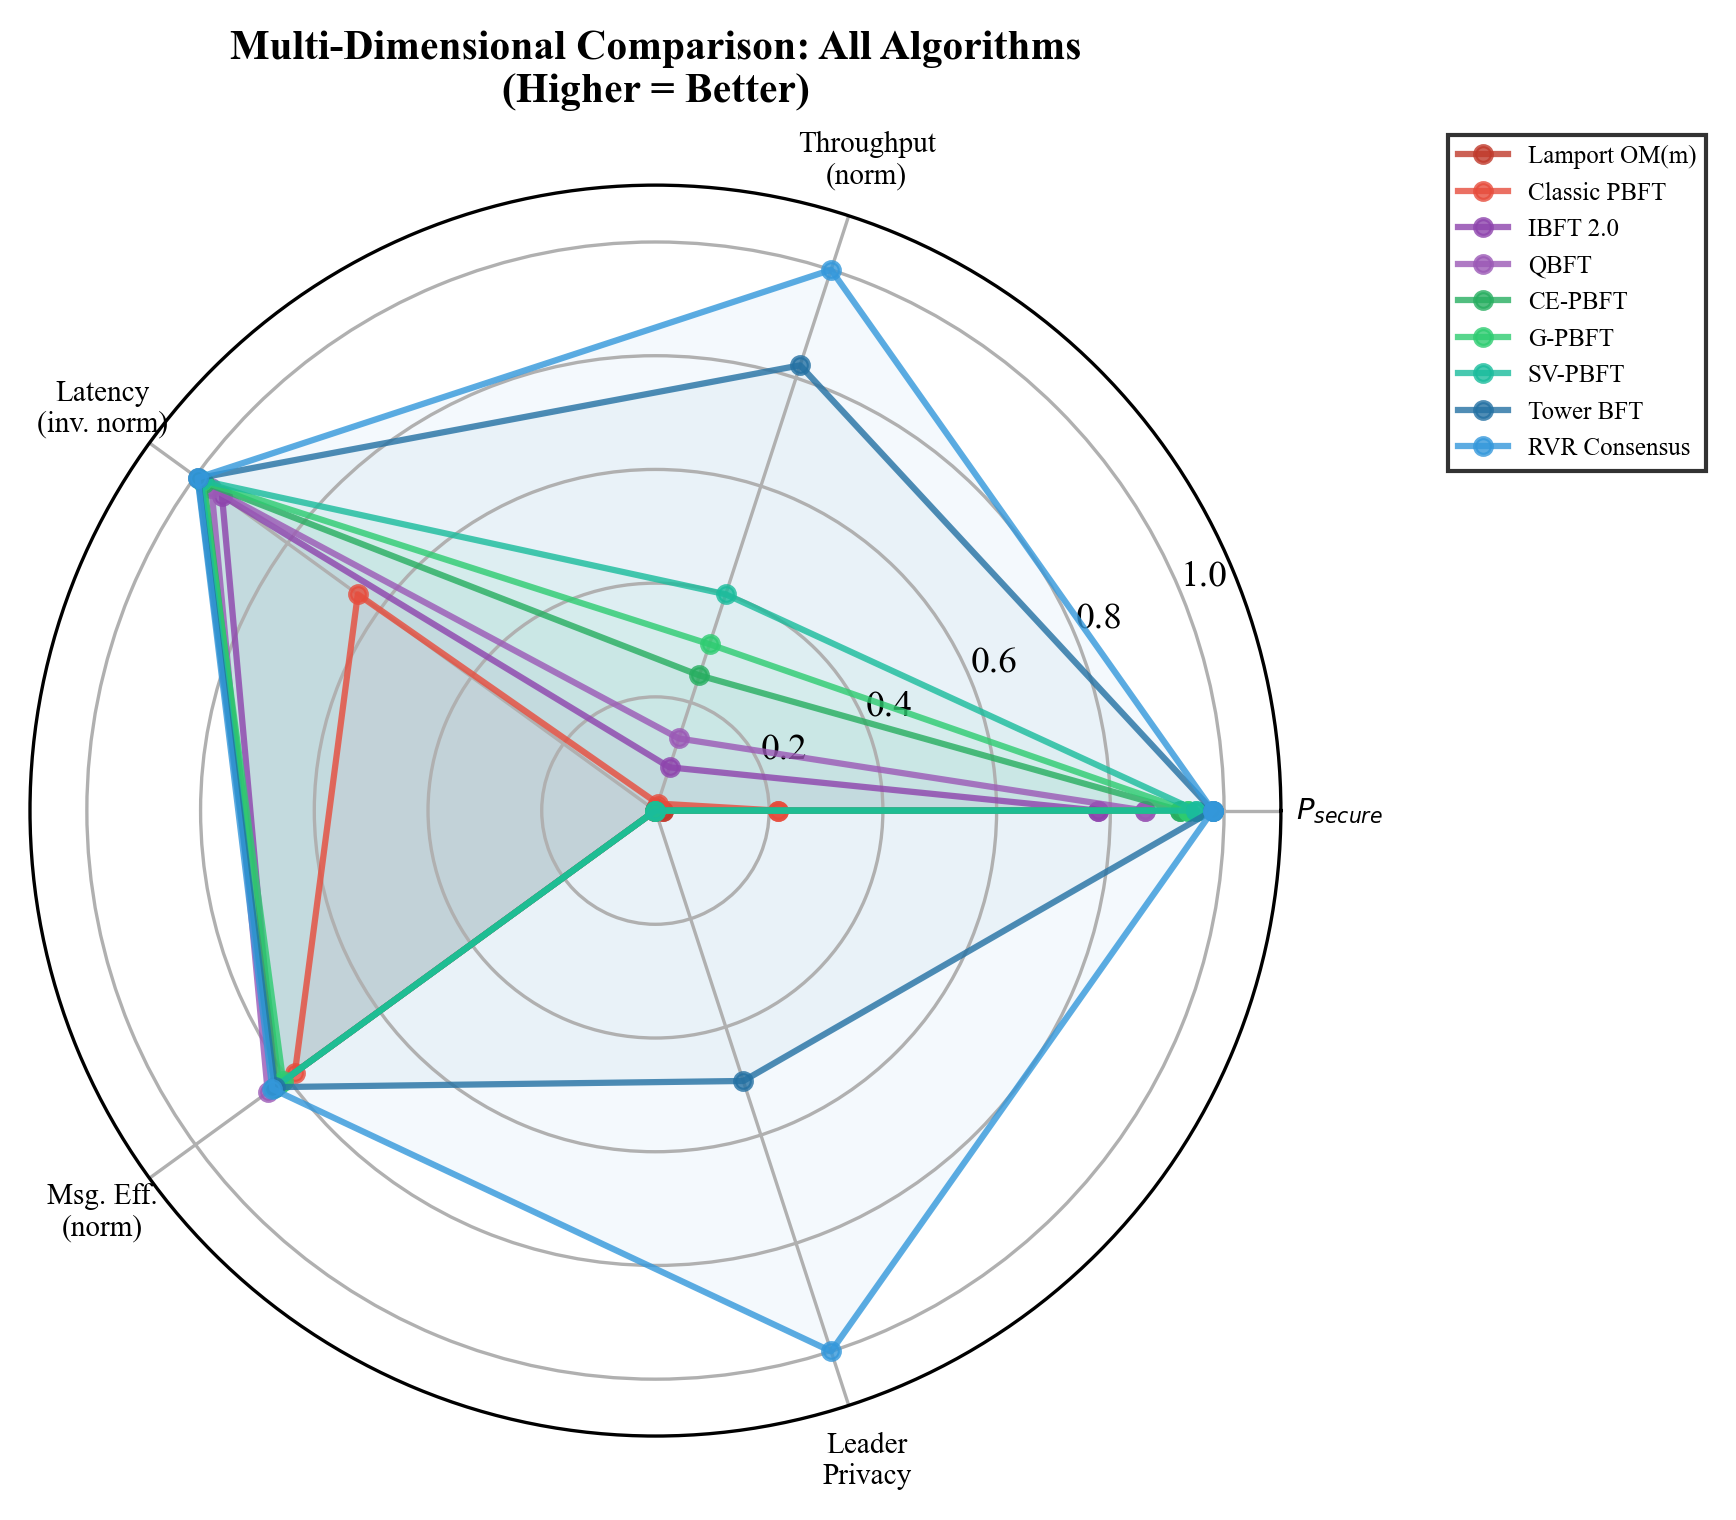 Multi-Dimensional Comparison: All Algorithms
(Higher = Better)
Throughput
(norm)
Latency
(inv. norm)
1.0
0.8
0.6
0.4
0.2
P_secure
Msg. Eff.
(norm)
Leader
Privacy
Lamport OM(m)
Classic PBFT
IBFT 2.0
QBFT
CE-PBFT
G-PBFT
SV-PBFT
Tower BFT
RVR Consensus